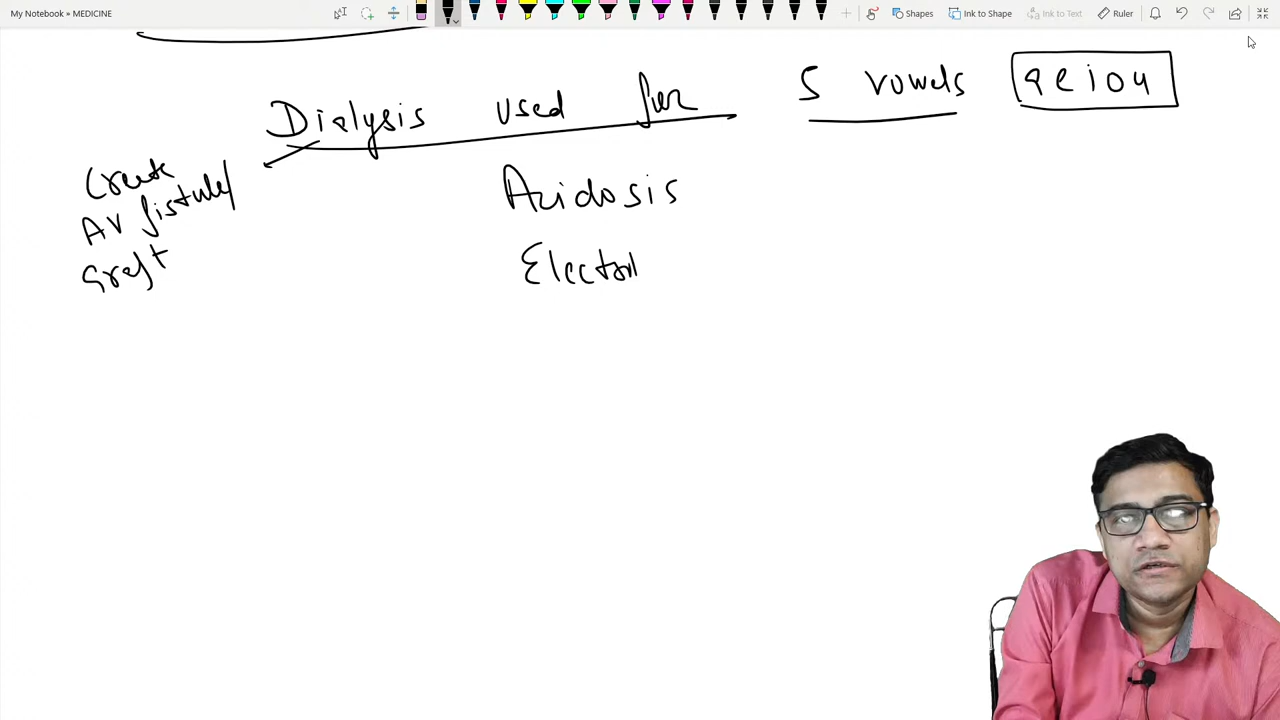 My Notebook » MEDICINE
Shapes
Ink to Shape
Ink to Text
Ruler
Dialysis used for
5 vowels
aeiou
Create
AV fistula/
Graft
Acidosis
Electrol